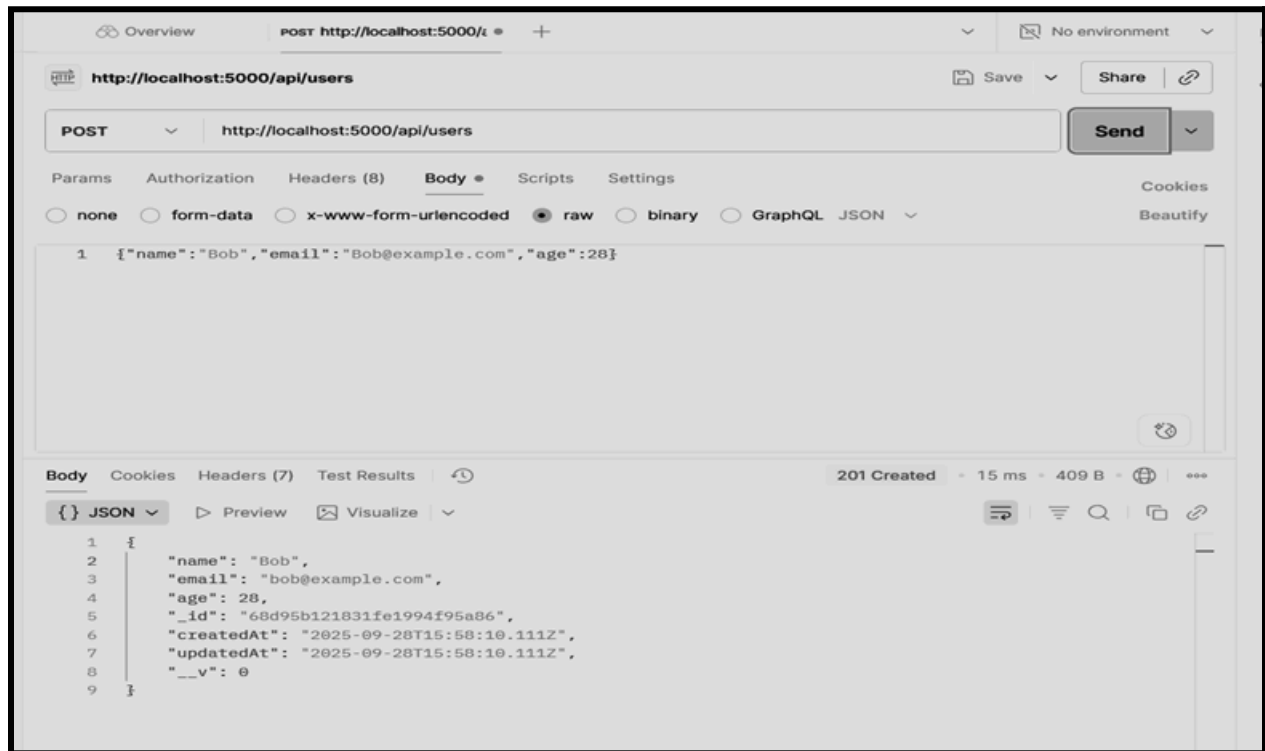 Overview POST http://localhost:5000/a No environment
HTTP http://localhost:5000/api/users Save Share
POST http://localhost:5000/api/users Send
Params Authorization Headers (8) Body Scripts Settings Cookies
none form-data x-www-form-urlencoded raw binary GraphQL JSON Beautify
1 {"name":"Bob","email":"Bob@example.com","age":28}
Body Cookies Headers (7) Test Results 201 Created 15 ms 409 B
{} JSON Preview Visualize
1 {
2 "name": "Bob",
3 "email": "bob@example.com",
4 "age": 28,
5 "_id": "68d95b121831fe1994f95a86",
6 "createdAt": "2025-09-28T15:58:10.111Z",
7 "updatedAt": "2025-09-28T15:58:10.111Z",
8 "__v": 0
9 }